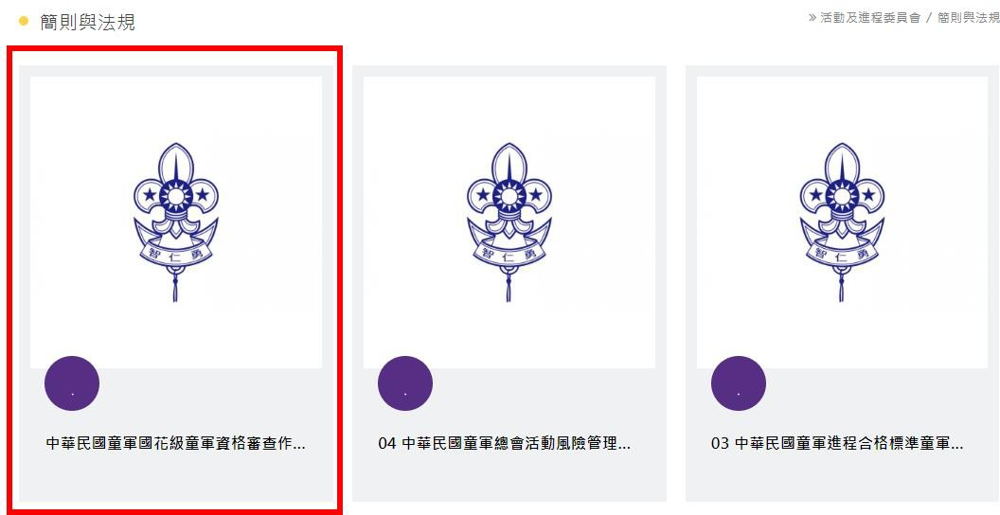 簡則與法規
» 活動及進程委員會 / 簡則與法規
智仁勇
智仁勇
智仁勇
.
.
.
中華民國童軍國花級童軍資格審查作...
04 中華民國童軍總會活動風險管理...
03 中華民國童軍進程合格標準童軍...